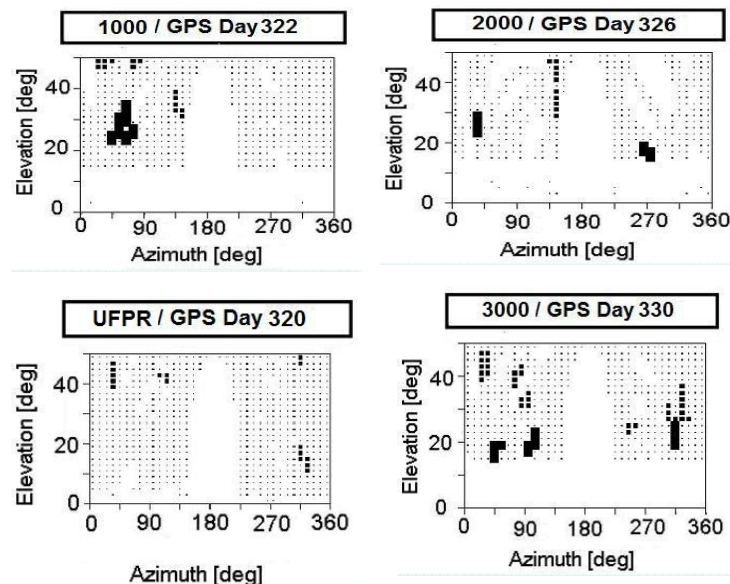 1000 / GPS Day 322
Elevation [deg]
40
20
0
0 90 180 270 360
Azimuth [deg]
2000 / GPS Day 326
Elevation [deg]
40
20
0
0 90 180 270 360
Azimuth [deg]
UFPR / GPS Day 320
Elevation [deg]
40
20
0
0 90 180 270 360
Azimuth [deg]
3000 / GPS Day 330
Elevation [deg]
40
20
0
0 90 180 270 360
Azimuth [deg]